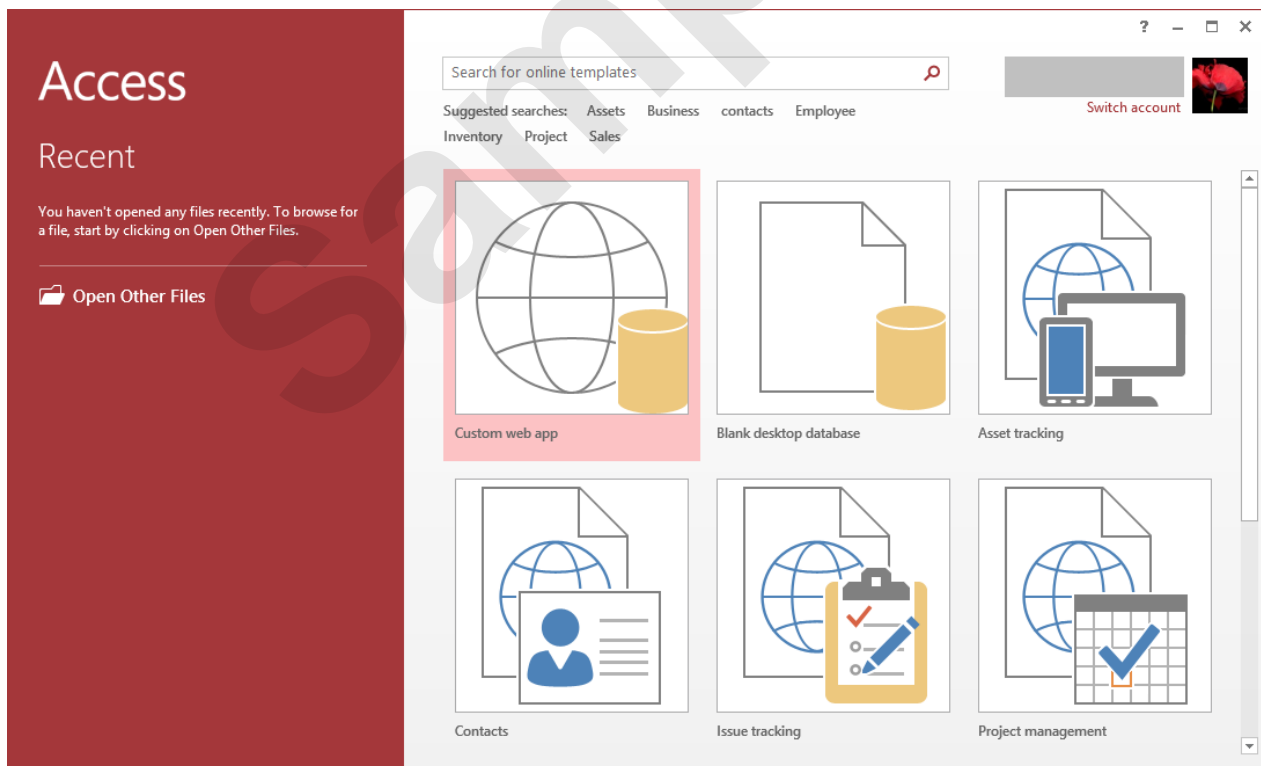 ?
Access
Recent
You haven't opened any files recently. To browse for
a file, start by clicking on Open Other Files.
Open Other Files
Search for online templates
Switch account
Suggested searches: Assets Business contacts Employee
Inventory Project Sales
Custom web app
Blank desktop database
Asset tracking
Contacts
Issue tracking
Project management
Samp